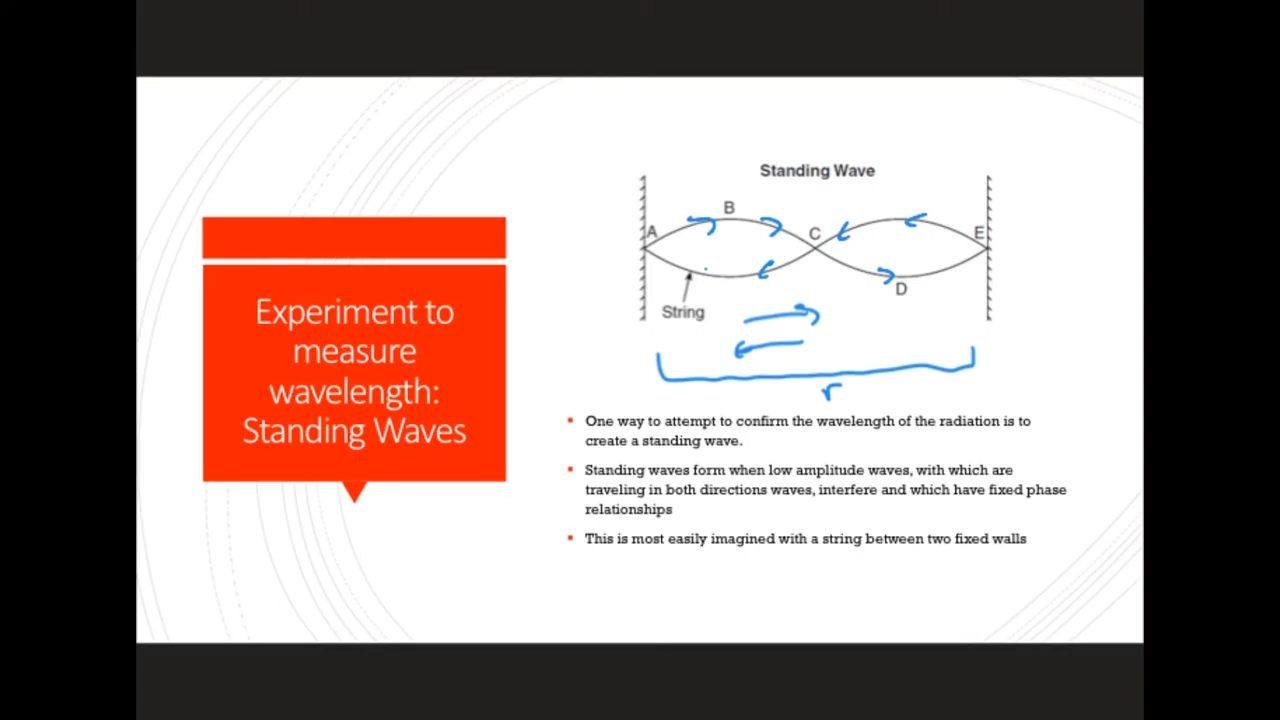 Experiment to
measure
wavelength:
Standing Waves
Standing Wave
B
A
C
E
D
String
r
▪ One way to attempt to confirm the wavelength of the radiation is to
create a standing wave.
▪ Standing waves form when low amplitude waves, with which are
traveling in both directions waves, interfere and which have fixed phase
relationships
▪ This is most easily imagined with a string between two fixed walls